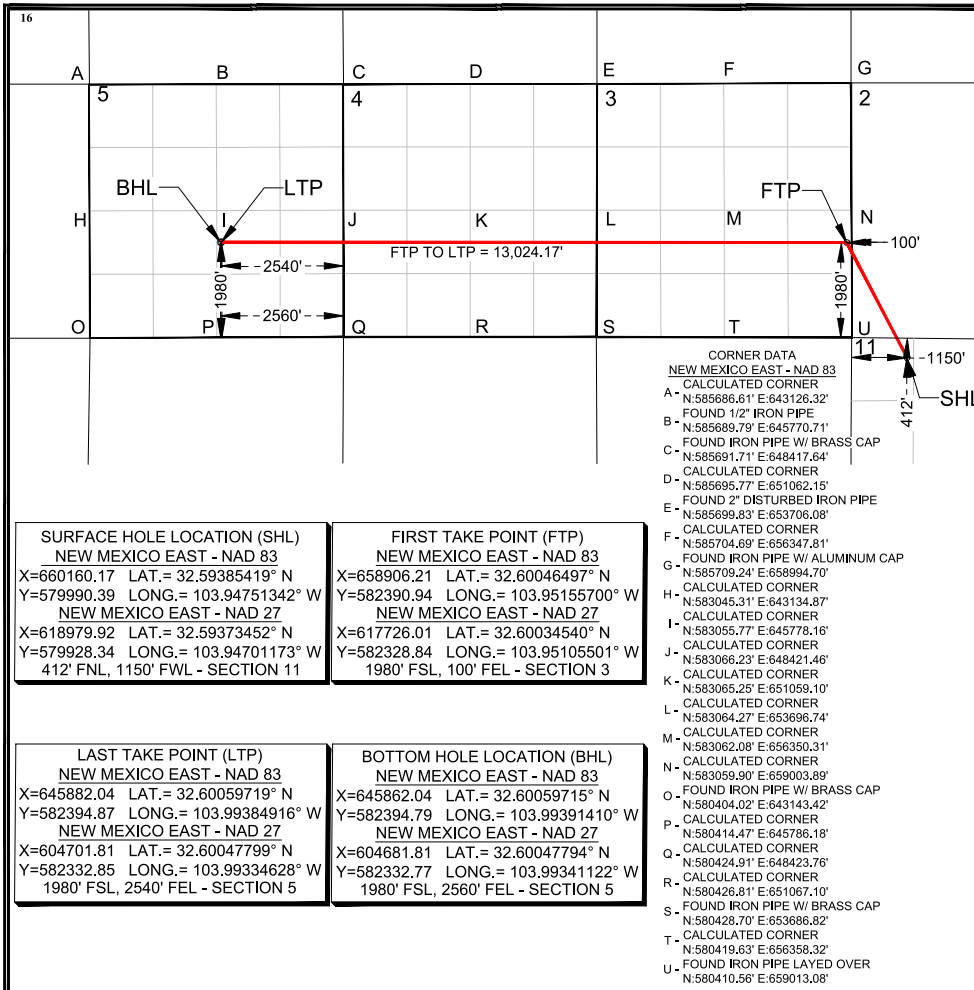 16
A B C D E F G
5 4 3 2
BHL LTP FTP
H I J K L M N
100'
FTP TO LTP = 13,024.17'
2540'
1980' 1980'
2560'
O P Q R S T U
11
1150'
412'
SHL
CORNER DATA
NEW MEXICO EAST - NAD 83
A - CALCULATED CORNER
N:585686.61' E:643126.32'
B - FOUND 1/2" IRON PIPE
N:585689.79' E:645770.71'
C - FOUND IRON PIPE W/ BRASS CAP
N:585691.71' E:648417.64'
D - CALCULATED CORNER
N:585695.77' E:651062.15'
E - FOUND 2" DISTURBED IRON PIPE
N:585699.83' E:653706.08'
F - CALCULATED CORNER
N:585704.69' E:656347.81'
G - FOUND IRON PIPE W/ ALUMINUM CAP
N:585709.24' E:658994.70'
H - CALCULATED CORNER
N:583045.31' E:643134.87'
I - CALCULATED CORNER
N:583055.77' E:645778.16'
J - CALCULATED CORNER
N:583066.23' E:648421.46'
K - CALCULATED CORNER
N:583065.25' E:651059.10'
L - CALCULATED CORNER
N:583064.27' E:653696.74'
M - CALCULATED CORNER
N:583062.08' E:656350.31'
N - CALCULATED CORNER
N:583059.90' E:659003.89'
O - FOUND IRON PIPE W/ BRASS CAP
N:580404.02' E:643143.42'
P - CALCULATED CORNER
N:580414.47' E:645786.18'
Q - CALCULATED CORNER
N:580424.91' E:648423.76'
R - CALCULATED CORNER
N:580426.81' E:651067.10'
S - FOUND IRON PIPE W/ BRASS CAP
N:580428.70' E:653686.82'
T - CALCULATED CORNER
N:580419.63' E:656358.32'
U - FOUND IRON PIPE LAYED OVER
N:580410.56' E:659013.08'
SURFACE HOLE LOCATION (SHL)
NEW MEXICO EAST - NAD 83
X=660160.17 LAT.= 32.59385419° N
Y=579990.39 LONG.= 103.94751342° W
NEW MEXICO EAST - NAD 27
X=618979.92 LAT.= 32.59373452° N
Y=579928.34 LONG.= 103.94701173° W
412' FNL, 1150' FWL - SECTION 11
FIRST TAKE POINT (FTP)
NEW MEXICO EAST - NAD 83
X=658906.21 LAT.= 32.60046497° N
Y=582390.94 LONG.= 103.95155700° W
NEW MEXICO EAST - NAD 27
X=617726.01 LAT.= 32.60034540° N
Y=582328.84 LONG.= 103.95105501° W
1980' FSL, 100' FEL - SECTION 3
LAST TAKE POINT (LTP)
NEW MEXICO EAST - NAD 83
X=645882.04 LAT.= 32.60059719° N
Y=582394.87 LONG.= 103.99384916° W
NEW MEXICO EAST - NAD 27
X=604701.81 LAT.= 32.60047799° N
Y=582332.85 LONG.= 103.99334628° W
1980' FSL, 2540' FEL - SECTION 5
BOTTOM HOLE LOCATION (BHL)
NEW MEXICO EAST - NAD 83
X=645862.04 LAT.= 32.60059715° N
Y=582394.79 LONG.= 103.99391410° W
NEW MEXICO EAST - NAD 27
X=604681.81 LAT.= 32.60047794° N
Y=582332.77 LONG.= 103.99341122° W
1980' FSL, 2560' FEL - SECTION 5